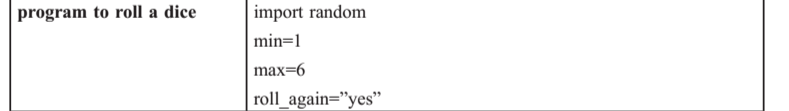 program to roll a dice
import random
min=1
max=6
roll_again=”yes”